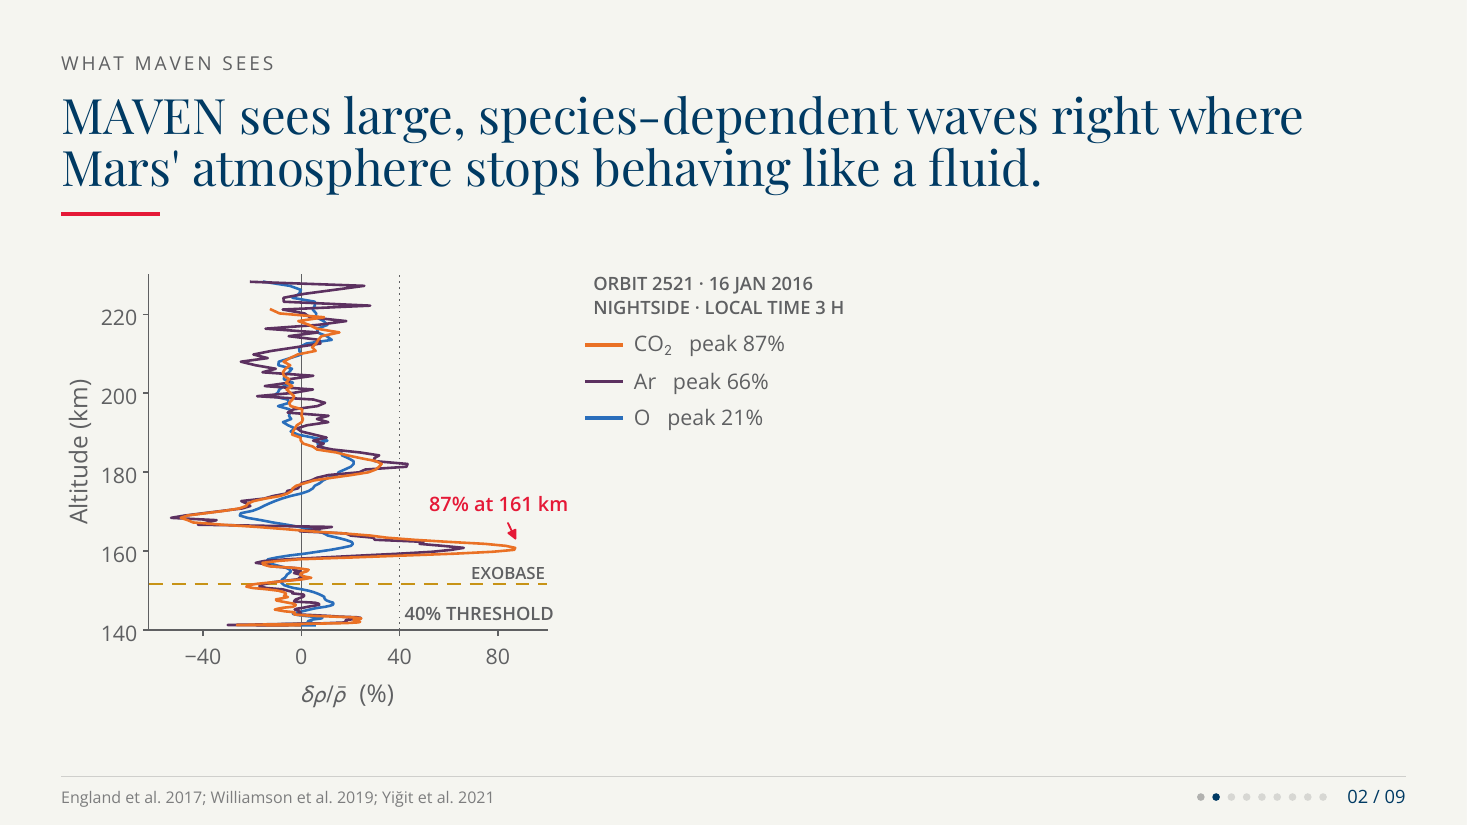 WHAT MAVEN SEES
MAVEN sees large, species-dependent waves right where
Mars' atmosphere stops behaving like a fluid.
ORBIT 2521 · 16 JAN 2016
NIGHTSIDE · LOCAL TIME 3 H
CO₂ peak 87%
Ar peak 66%
O peak 21%
Altitude (km)
220
200
180
160
140
87% at 161 km
EXOBASE
40% THRESHOLD
−40 0 40 80
δρ/ρ̄ (%)
England et al. 2017; Williamson et al. 2019; Yiğit et al. 2021
02 / 09